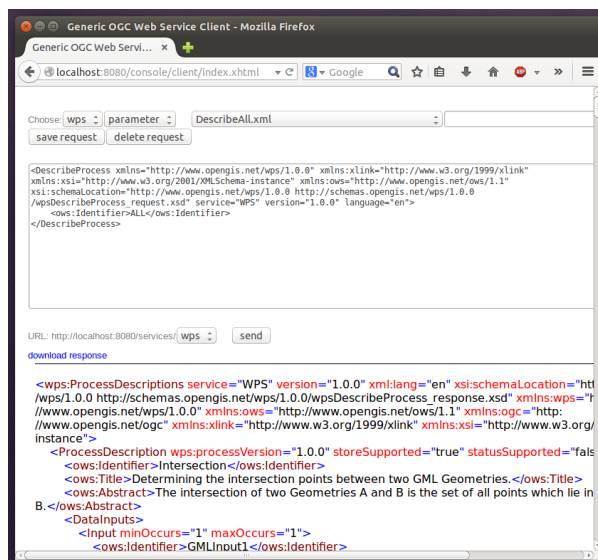 Generic OGC Web Service Client - Mozilla Firefox
Generic OGC Web Servi...
localhost:8080/console/client/index.xhtml Google
Choose: wps parameter DescribeAll.xml
save request delete request
<DescribeProcess xmlns="http://www.opengis.net/wps/1.0.0" xmlns:xlink="http://www.w3.org/1999/xlink"
xmlns:xsi="http://www.w3.org/2001/XMLSchema-instance" xmlns:ows="http://www.opengis.net/ows/1.1"
xsi:schemaLocation="http://www.opengis.net/wps/1.0.0 http://schemas.opengis.net/wps/1.0.0
/wpsDescribeProcess_request.xsd" service="WPS" version="1.0.0" language="en">
<ows:Identifier>ALL</ows:Identifier>
</DescribeProcess>
URL: http://localhost:8080/services/ wps send
download response
<wps:ProcessDescriptions service="WPS" version="1.0.0" xml:lang="en" xsi:schemaLocation="htt
/wps/1.0.0 http://schemas.opengis.net/wps/1.0.0/wpsDescribeProcess_response.xsd" xmlns:wps="h
//www.opengis.net/wps/1.0.0" xmlns:ows="http://www.opengis.net/ows/1.1" xmlns:ogc="http:
//www.opengis.net/ogc" xmlns:xlink="http://www.w3.org/1999/xlink" xmlns:xsi="http://www.w3.org/
instance">
<ProcessDescription wps:processVersion="1.0.0" storeSupported="true" statusSupported="fals
<ows:Identifier>Intersection</ows:Identifier>
<ows:Title>Determining the intersection points between two GML Geometries.</ows:Title>
<ows:Abstract>The intersection of two Geometries A and B is the set of all points which lie in
B.</ows:Abstract>
<DataInputs>
<Input minOccurs="1" maxOccurs="1">
<ows:Identifier>GMLInput1</ows:Identifier>